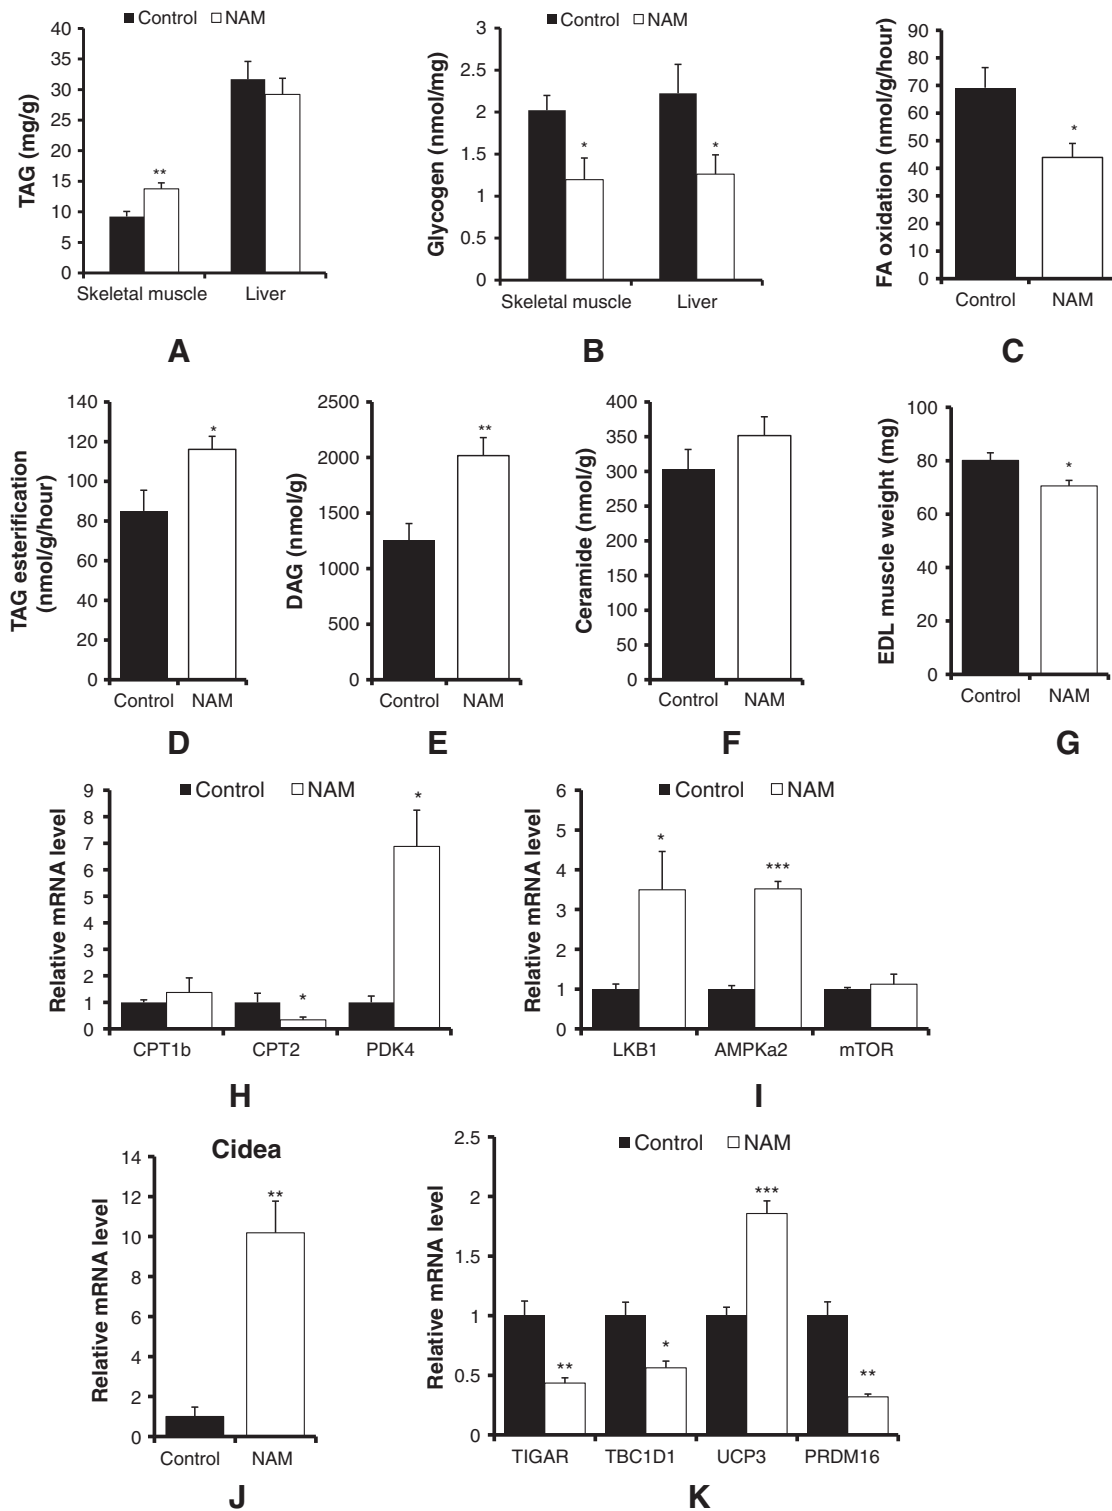 ■ Control □ NAM
TAG (mg/g)
40
35
30
25
20
15
10
5
0
**
Skeletal muscle
Liver
A
■ Control □ NAM
Glycogen (nmol/mg)
3
2.5
2
1.5
1
0.5
0
*
*
Skeletal muscle
Liver
B
FA oxidation (nmol/g/hour)
90
80
70
60
50
40
30
20
10
0
*
Control
NAM
C
TAG esterification
(nmol/g/hour)
140
120
100
80
60
40
20
0
*
Control
NAM
D
DAG (nmol/g)
2500
2000
1500
1000
500
0
**
Control
NAM
E
Ceramide (nmol/g)
400
350
300
250
200
150
100
50
0
Control
NAM
F
EDL muscle weight (mg)
100
80
60
40
20
0
*
Control
NAM
G
■ Control □ NAM
Relative mRNA level
9
8
7
6
5
4
3
2
1
0
*
*
CPT1b
CPT2
PDK4
H
■ Control □ NAM
Relative mRNA level
6
5
4
3
2
1
0
*
***
LKB1
AMPKa2
mTOR
I
Cidea
Relative mRNA level
14
12
10
8
6
4
2
0
**
Control
NAM
J
■ Control □ NAM
Relative mRNA level
2.5
2
1.5
1
0.5
0
**
*
***
**
TIGAR
TBC1D1
UCP3
PRDM16
K